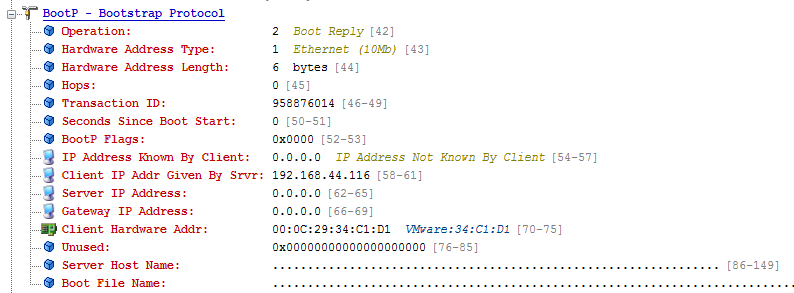 BootP - Bootstrap Protocol
Operation: 2 Boot Reply [42]
Hardware Address Type: 1 Ethernet (10Mb) [43]
Hardware Address Length: 6 bytes [44]
Hops: 0 [45]
Transaction ID: 958876014 [46-49]
Seconds Since Boot Start: 0 [50-51]
BootP Flags: 0x0000 [52-53]
IP Address Known By Client: 0.0.0.0 IP Address Not Known By Client [54-57]
Client IP Addr Given By Srvr: 192.168.44.116 [58-61]
Server IP Address: 0.0.0.0 [62-65]
Gateway IP Address: 0.0.0.0 [66-69]
Client Hardware Addr: 00:0C:29:34:C1:D1 VMware:34:C1:D1 [70-75]
Unused: 0x00000000000000000000 [76-85]
Server Host Name: ................................................................ [86-149]
Boot File Name: ...........................................................................